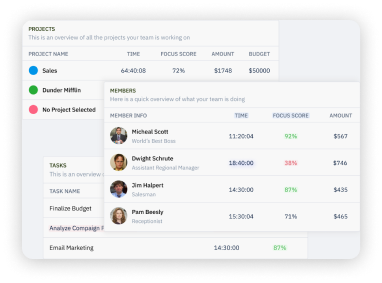 PROJECTS
This is an overview of all the projects your team is working on
PROJECT NAME TIME FOCUS SCORE AMOUNT BUDGET
Sales 64:40:08 72% $1748 $50000
Dunder Mifflin
No Project Selected
MEMBERS
Here is a quick overview of what your team is doing
MEMBER INFO TIME FOCUS SCORE AMOUNT
Micheal Scott 11:20:04 92% $567
World's Best Boss
Dwight Schrute 18:40:00 38% $746
Assistant Regional Manager
Jim Halpert 14:30:00 87% $435
Salesman
Pam Beesly 15:30:04 71% $465
Receptionist
TASKS
This is an overview
TASK NAME
Finalize Budget
Analyze Campaign
Email Marketing 14:30:00 87%